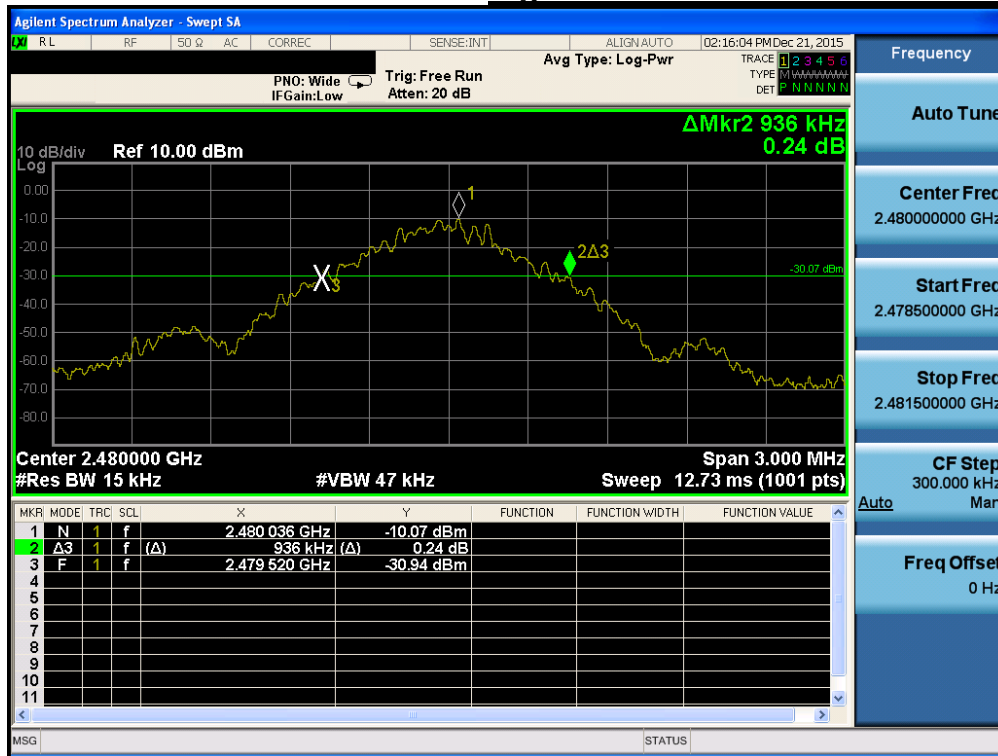 Agilent Spectrum Analyzer - Swept SA
LXI RL RF 50 Ω AC CORREC SENSE:INT ALIGN AUTO 02:16:04 PM Dec 21, 2015
Avg Type: Log-Pwr
TRACE 1 2 3 4 5 6
PNO: Wide Trig: Free Run
TYPE M WWWWW
IFGain:Low Atten: 20 dB
DET P N N N N N
ΔMkr2 936 kHz
0.24 dB
10 dB/div Ref 10.00 dBm
Log
0.00
1
-10.0
-20.0
2Δ3
-30.07 dBm
-30.0
3
-40.0
-50.0
-60.0
-70.0
-80.0
Center 2.480000 GHz Span 3.000 MHz
#Res BW 15 kHz #VBW 47 kHz Sweep 12.73 ms (1001 pts)
MKR MODE TRC SCL X Y FUNCTION FUNCTION WIDTH FUNCTION VALUE
1 N 1 f 2.480 036 GHz -10.07 dBm
2 Δ3 1 f (Δ) 936 kHz (Δ) 0.24 dB
3 F 1 f 2.479 520 GHz -30.94 dBm
4
5
6
7
8
9
10
11
MSG STATUS
Frequency
Auto Tune
Center Freq
2.480000000 GHz
Start Freq
2.478500000 GHz
Stop Freq
2.481500000 GHz
CF Step
300.000 kHz
Auto Man
Freq Offset
0 Hz